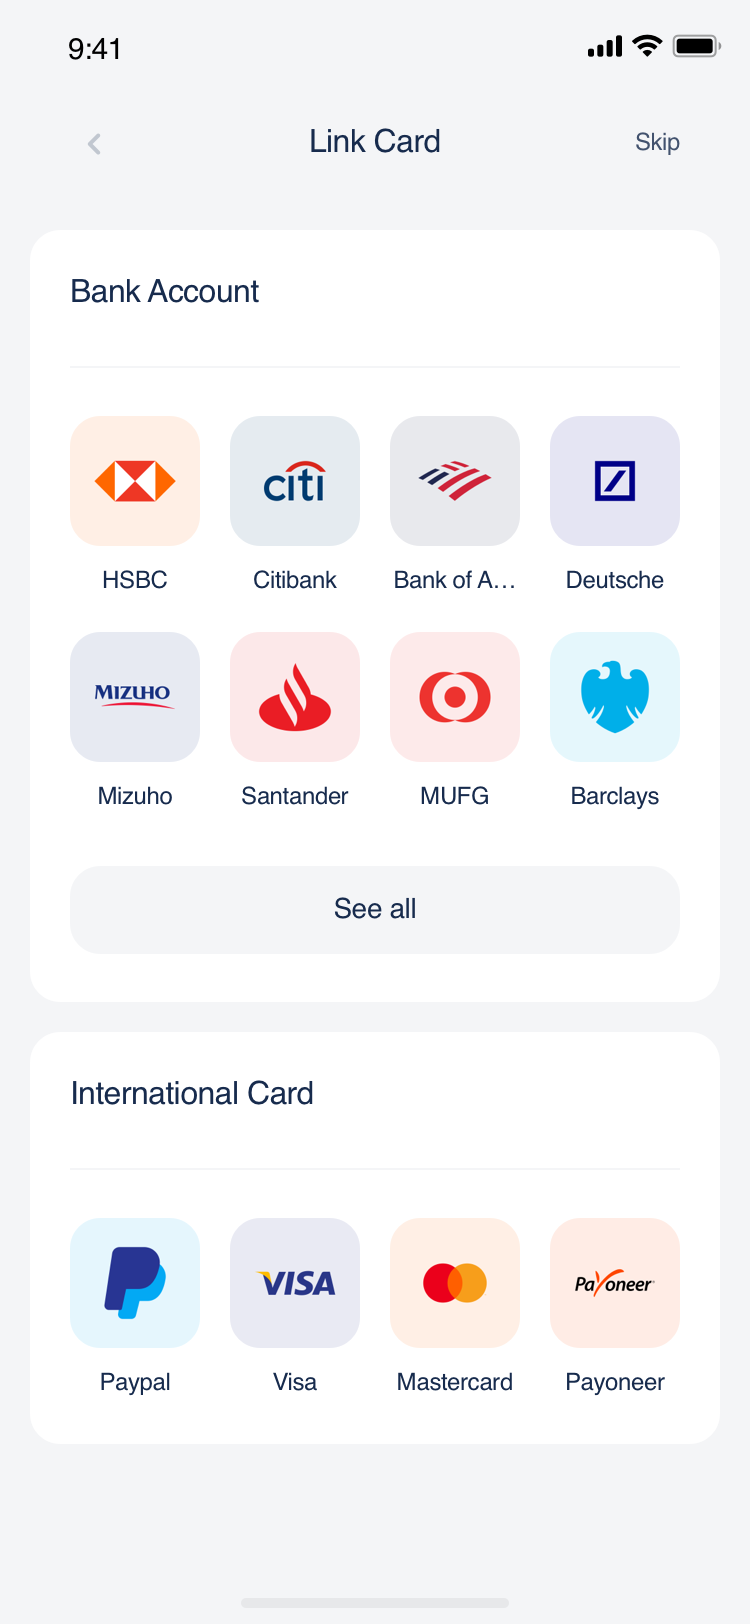 9:41
Link Card
Skip
Bank Account
citi
HSBC
Citibank
Bank of A...
Deutsche
MIZUHO
Mizuho
Santander
MUFG
Barclays
See all
International Card
VISA
Payoneer
Paypal
Visa
Mastercard
Payoneer